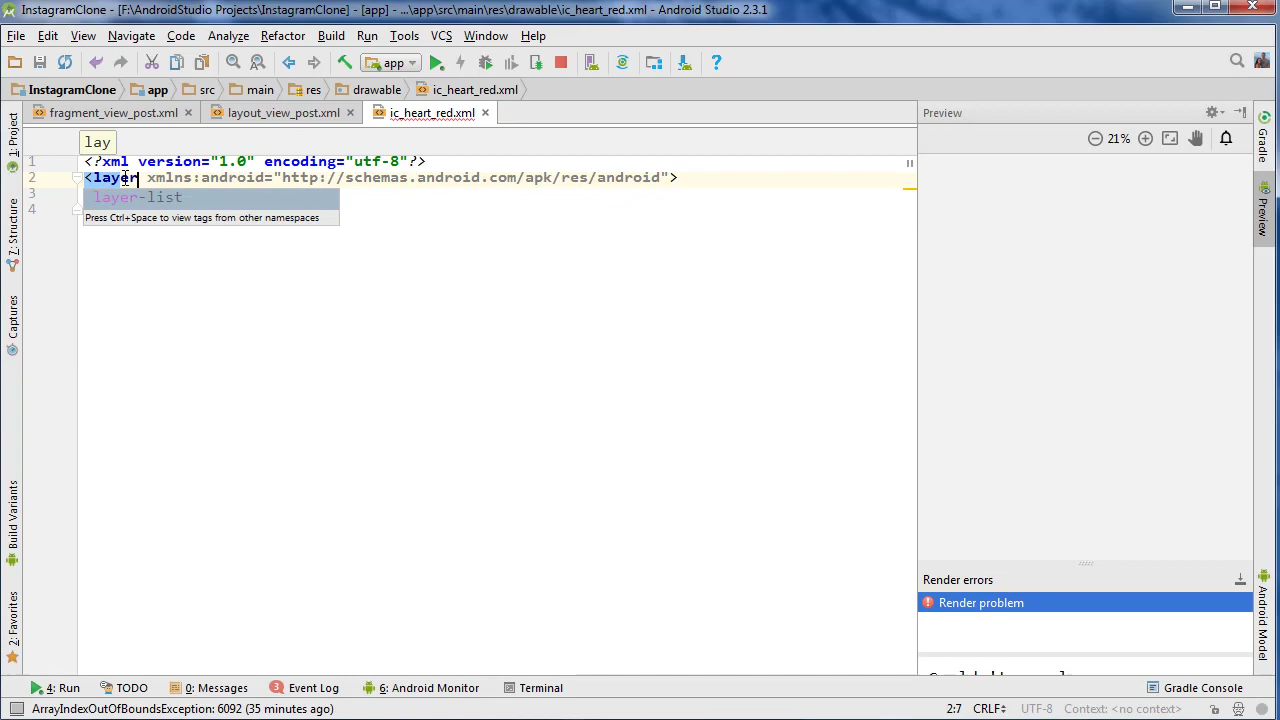 InstagramClone - [F:\AndroidStudio Projects\InstagramClone] - [app] - ...\app\src\main\res\drawable\ic_heart_red.xml - Android Studio 2.3.1
File Edit View Navigate Code Analyze Refactor Build Run Tools VCS Window Help
app
InstagramClone app src main res drawable ic_heart_red.xml
fragment_view_post.xml layout_view_post.xml ic_heart_red.xml
Preview
21%
lay
1 <?xml version="1.0" encoding="utf-8"?>
2 <layer xmlns:android="http://schemas.android.com/apk/res/android">
3
layer-list
4
Press Ctrl+Space to view tags from other namespaces
1: Project
7: Structure
Captures
Build Variants
2: Favorites
Gradle
Preview
Android Model
Render errors
Render problem
4: Run TODO 0: Messages 3 Event Log 6: Android Monitor Terminal Gradle Console
ArrayIndexOutOfBoundsException: 6092 (35 minutes ago) 2:7 CRLF UTF-8 Context: <no context>